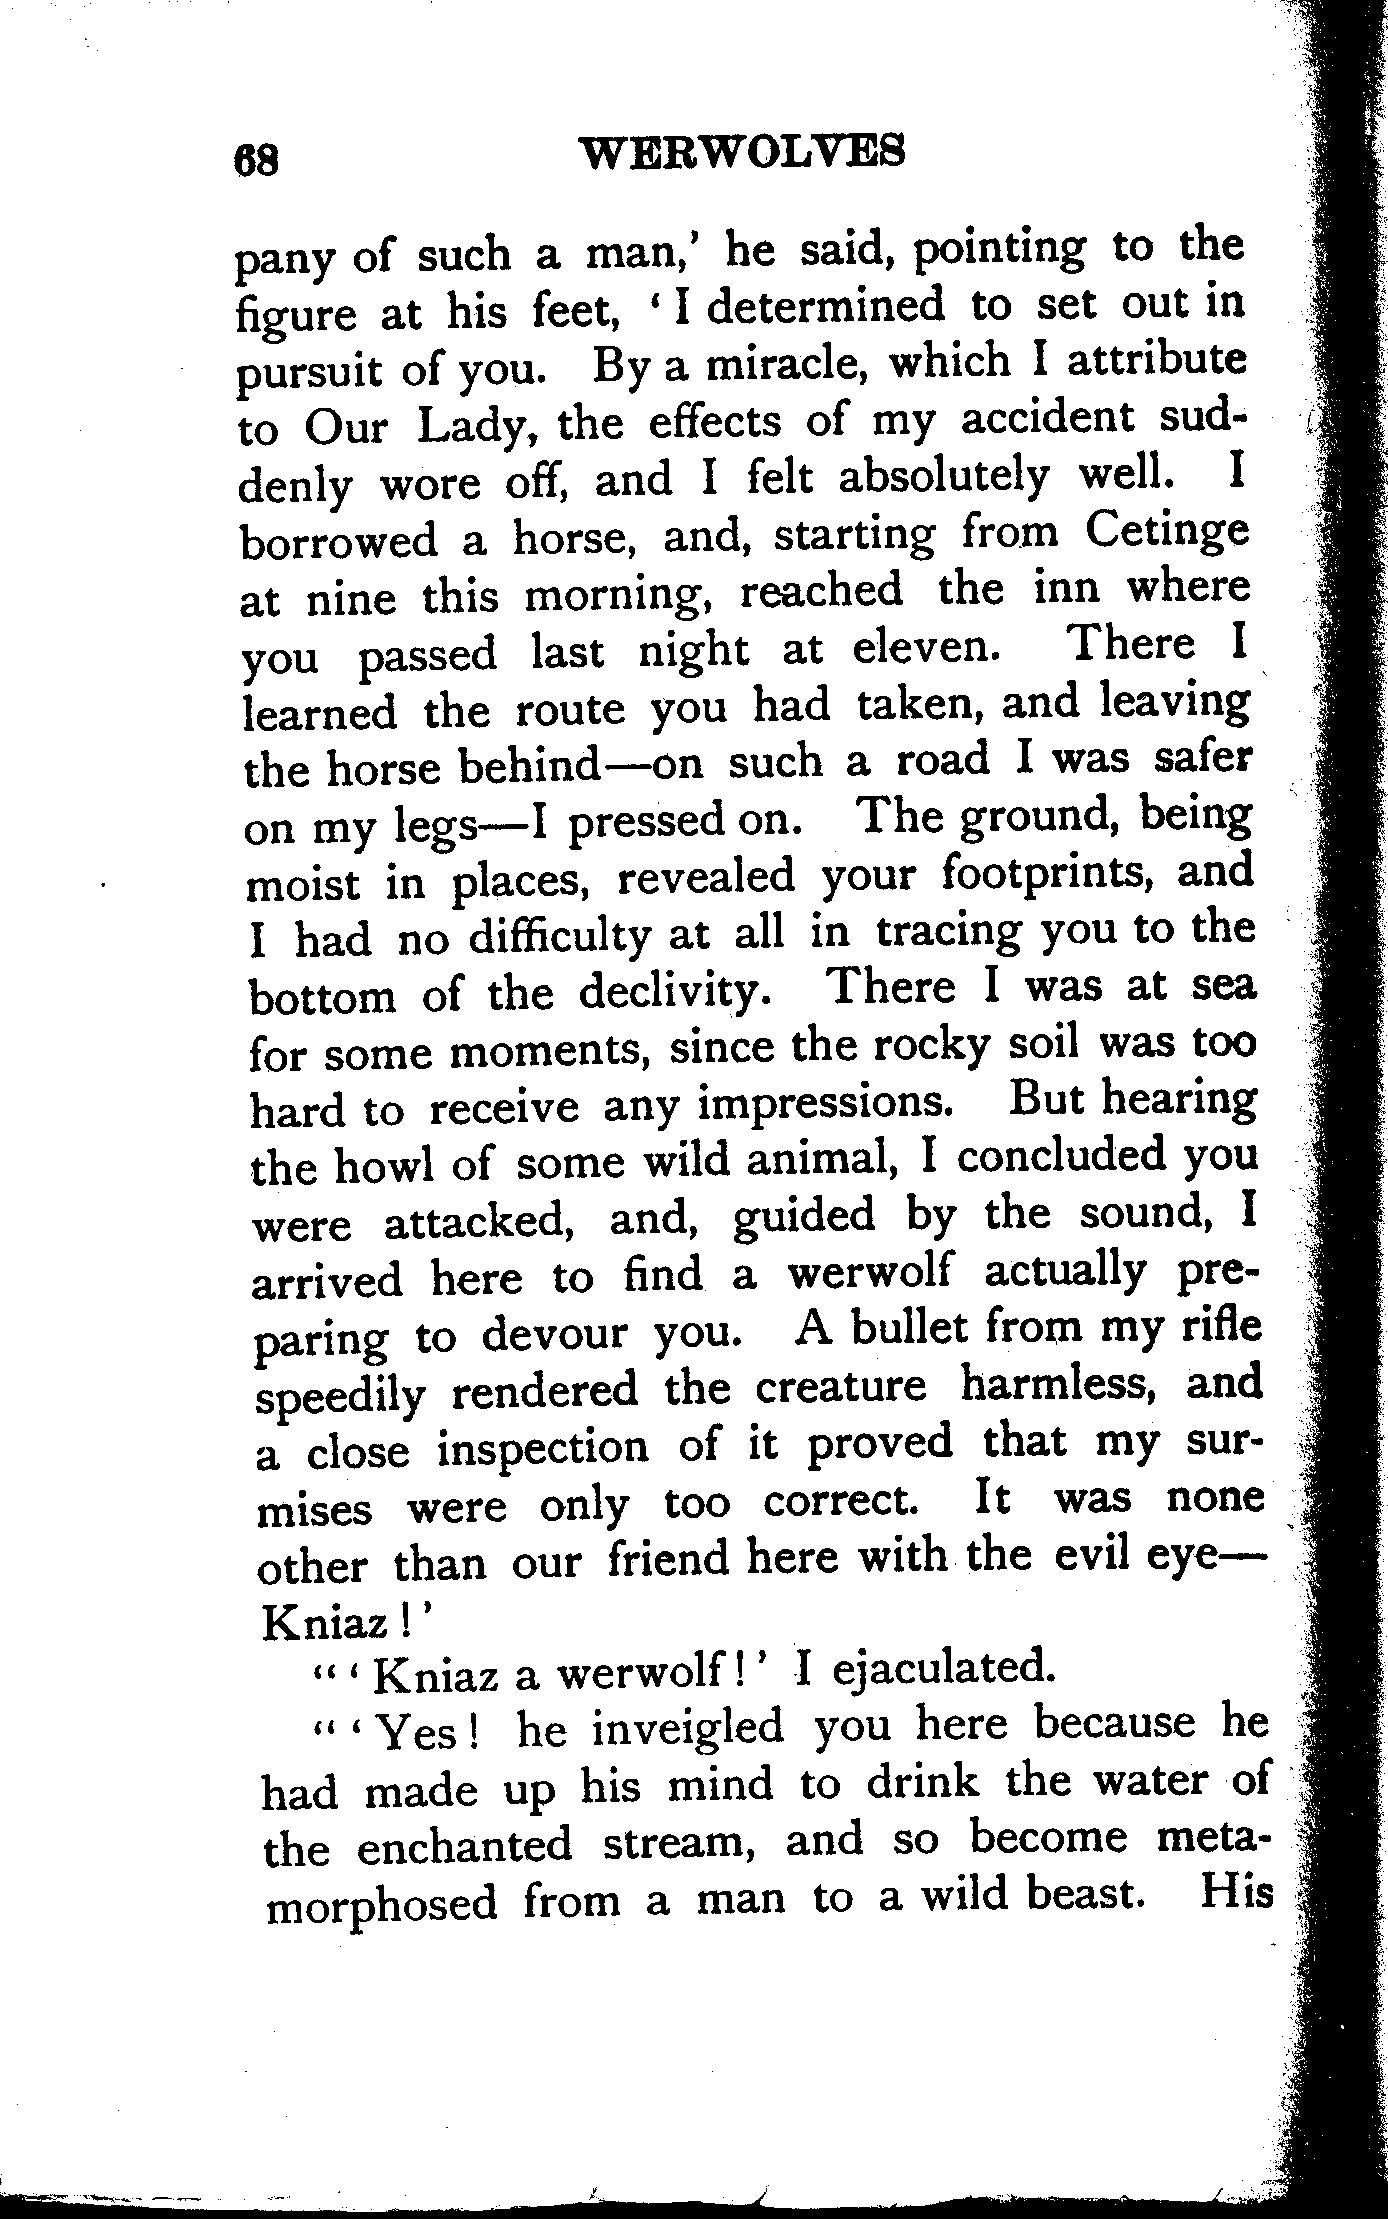 68 WERWOLVES
pany of such a man,' he said, pointing to the
figure at his feet, ' I determined to set out in
pursuit of you. By a miracle, which I attribute
to Our Lady, the effects of my accident sud-
denly wore off, and I felt absolutely well. I
borrowed a horse, and, starting from Cetinge
at nine this morning, reached the inn where
you passed last night at eleven. There I
learned the route you had taken, and leaving
the horse behind—on such a road I was safer
on my legs—I pressed on. The ground, being
moist in places, revealed your footprints, and
I had no difficulty at all in tracing you to the
bottom of the declivity. There I was at sea
for some moments, since the rocky soil was too
hard to receive any impressions. But hearing
the howl of some wild animal, I concluded you
were attacked, and, guided by the sound, I
arrived here to find a werwolf actually pre-
paring to devour you. A bullet from my rifle
speedily rendered the creature harmless, and
a close inspection of it proved that my sur-
mises were only too correct. It was none
other than our friend here with the evil eye—
Kniaz ! '
" ' Kniaz a werwolf ! ' I ejaculated.
" ' Yes ! he inveigled you here because he
had made up his mind to drink the water of
the enchanted stream, and so become meta-
morphosed from a man to a wild beast. His